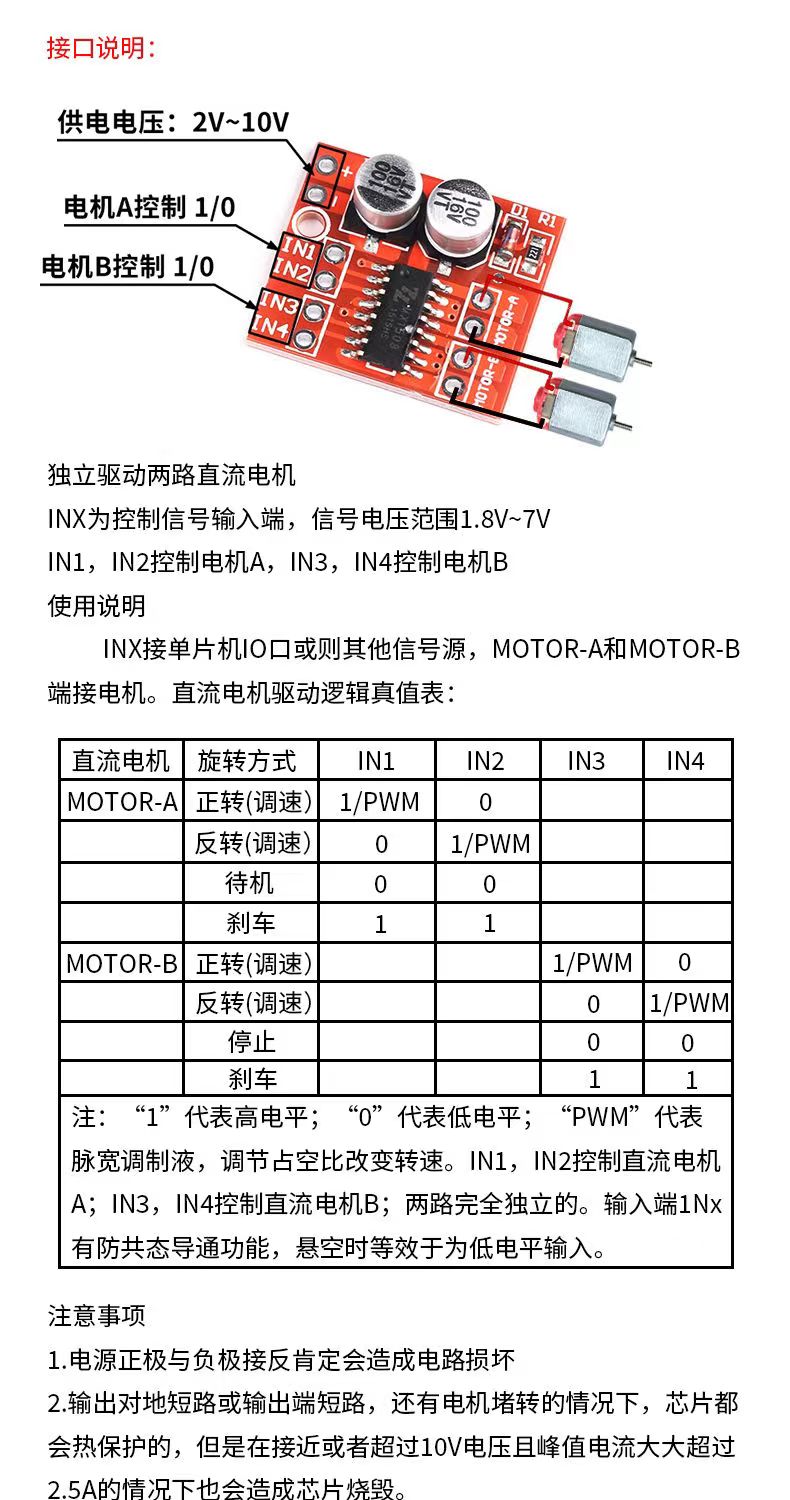 接口说明：
供电电压：2V~10V
电机A控制 1/0
电机B控制 1/0
+
100
16V
VT
100
16V
VT
D1
R1
IN1
IN2
IN3
IN4
MOTOR-A
MOTOR-B
独立驱动两路直流电机
INX为控制信号输入端，信号电压范围1.8V~7V
IN1，IN2控制电机A，IN3，IN4控制电机B
使用说明
INX接单片机IO口或则其他信号源，MOTOR-A和MOTOR-B
端接电机。直流电机驱动逻辑真值表：
直流电机 旋转方式 IN1 IN2 IN3 IN4
MOTOR-A 正转(调速) 1/PWM 0
反转(调速) 0 1/PWM
待机 0 0
刹车 1 1
MOTOR-B 正转(调速) 1/PWM 0
反转(调速) 0 1/PWM
停止 0 0
刹车 1 1
注：“1”代表高电平；“0”代表低电平；“PWM”代表
脉宽调制液，调节占空比改变转速。IN1，IN2控制直流电机
A；IN3，IN4控制直流电机B；两路完全独立的。输入端1Nx
有防共态导通功能，悬空时等效于为低电平输入。
注意事项
1.电源正极与负极接反肯定会造成电路损坏
2.输出对地短路或输出端短路，还有电机堵转的情况下，芯片都
会热保护的，但是在接近或者超过10V电压且峰值电流大大超过
2.5A的情况下也会造成芯片烧毁。